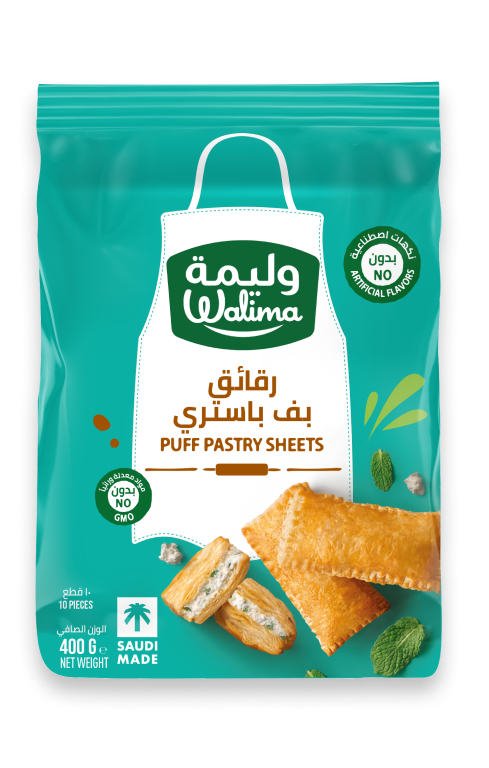 وليمة
Walima
نكهات اصطناعية
بدون
NO
ARTIFICIAL FLAVORS
رقائق
بف باستري
PUFF PASTRY SHEETS
مواد معدلة وراثيا
بدون
NO
GMO
١٠ قطع
10 PIECES
الوزن الصافي
400 G ℮
NET WEIGHT
SAUDI
MADE